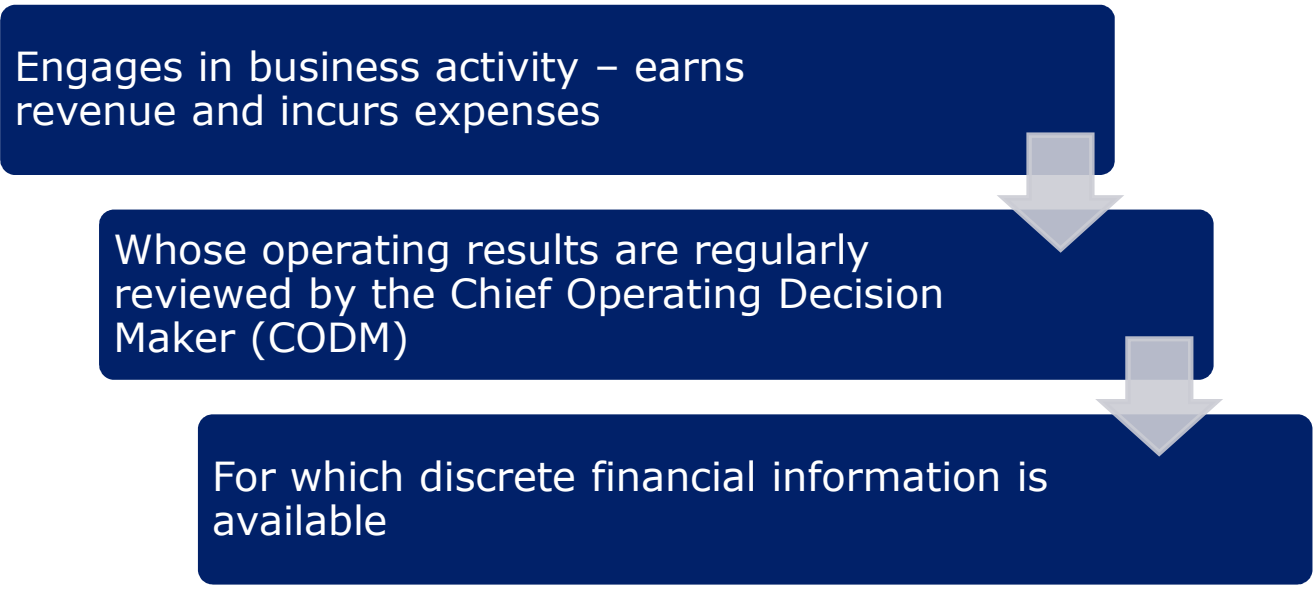 Engages in business activity – earns
revenue and incurs expenses
Whose operating results are regularly
reviewed by the Chief Operating Decision
Maker (CODM)
For which discrete financial information is
available